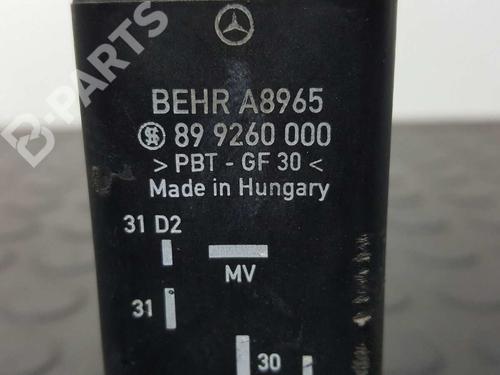 B-PARTS
BEHR A8965
89 9260 000
> PBT - GF 30 <
Made in Hungary
31 D2
MV
31
30